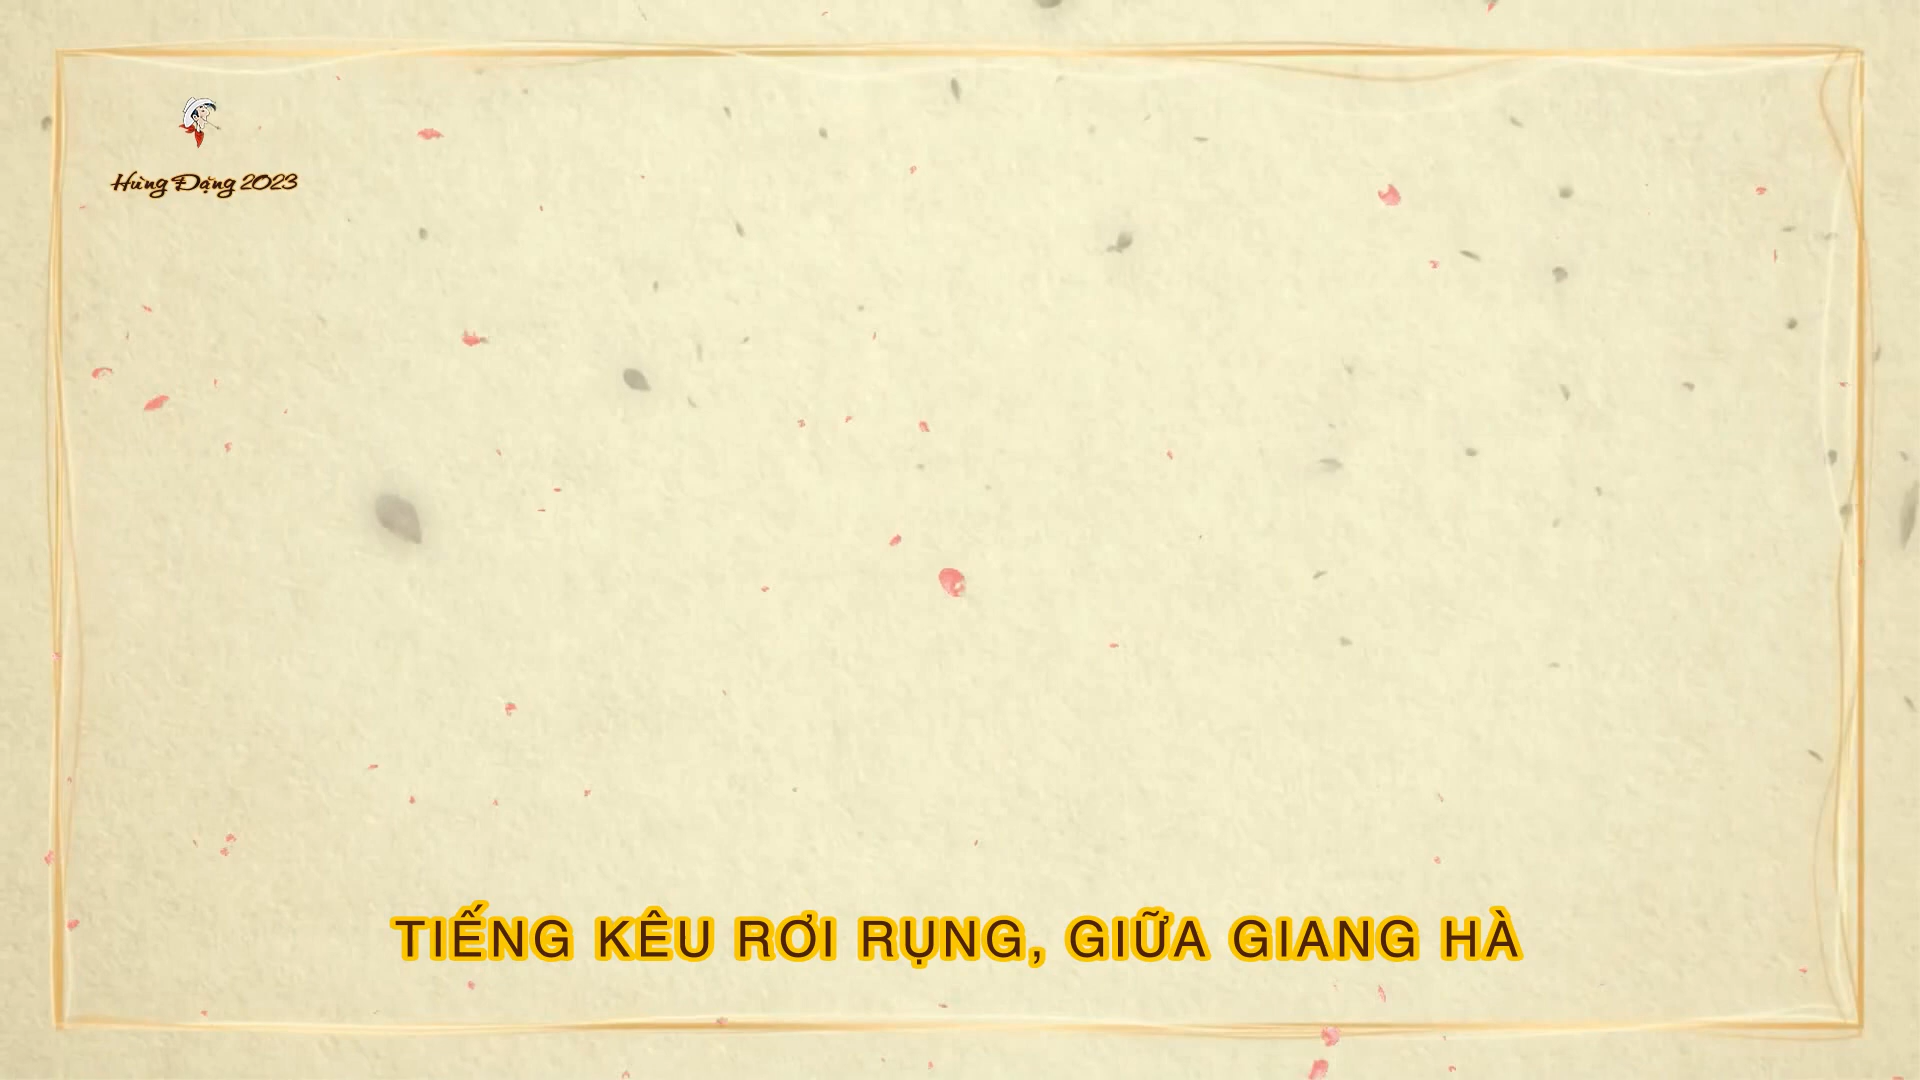 Hùng Đặng 2023
TIẾNG KÊU RƠI RỤNG, GIỮA GIANG HÀ